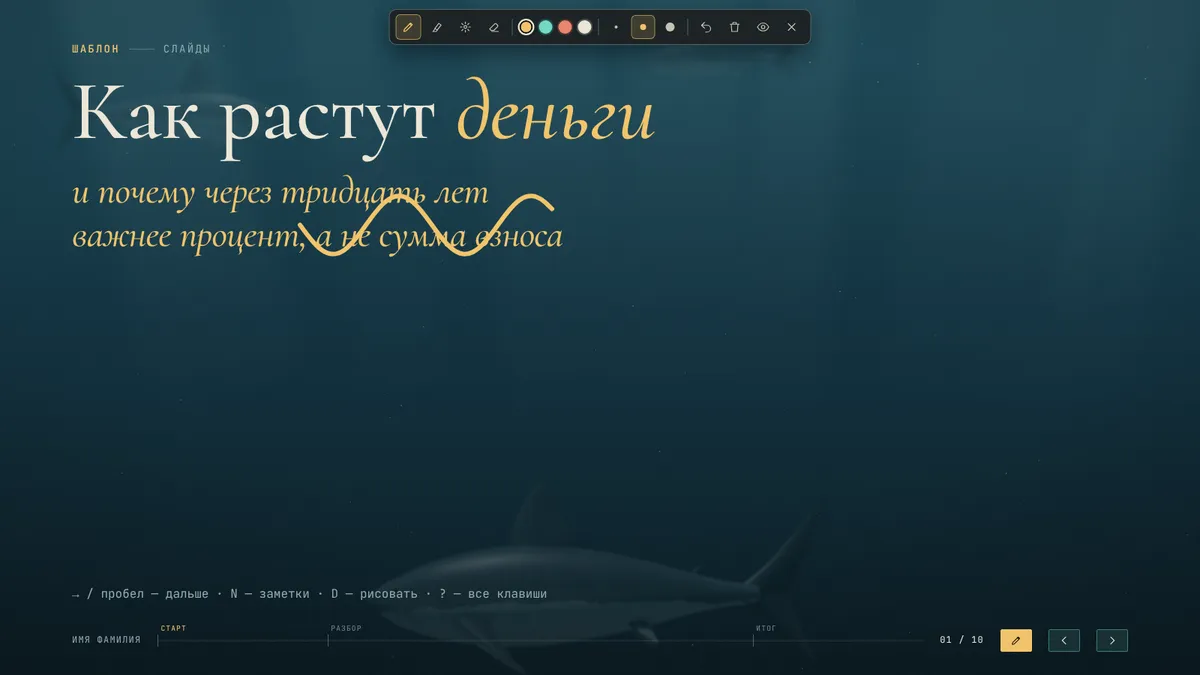 ШАБЛОН — СЛАЙДЫ
Как растут деньги
и почему через тридцать лет
важнее процент, а не сумма взноса
→ / пробел — дальше · N — заметки · D — рисовать · ? — все клавиши
ИМЯ ФАМИЛИЯ
СТАРТ
РАЗБОР
ИТОГ
01 / 10